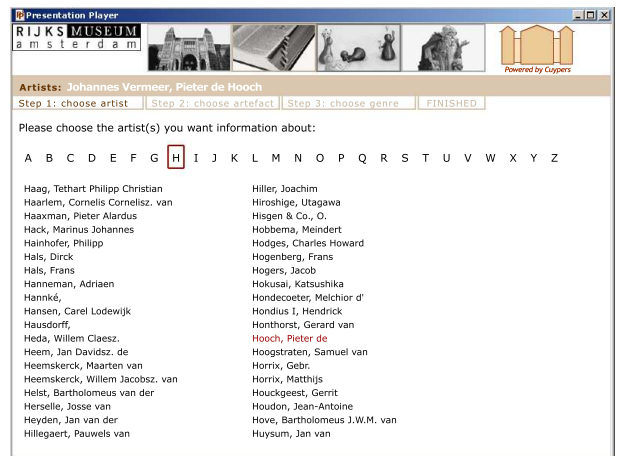 Presentation Player
RIJKS MUSEUM
amsterdam
Powered by Cuypers
Artists: Johannes Vermeer, Pieter de Hooch
Step 1: choose artist Step 2: choose artefact Step 3: choose genre FINISHED
Please choose the artist(s) you want information about:
A B C D E F G H I J K L M N O P Q R S T U V W X Y Z
Haag, Tethart Philipp Christian
Haarlem, Cornelis Cornelisz. van
Haaxman, Pieter Alardus
Hack, Marinus Johannes
Hainhofer, Philipp
Hals, Dirck
Hals, Frans
Hanneman, Adriaen
Hannké,
Hansen, Carel Lodewijk
Hausdorff,
Heda, Willem Claesz.
Heem, Jan Davidsz. de
Heemskerck, Maarten van
Heemskerck, Willem Jacobsz. van
Helst, Bartholomeus van der
Herselle, Josse van
Heyden, Jan van der
Hillegaert, Pauwels van
Hiller, Joachim
Hiroshige, Utagawa
Hisgen & Co., O.
Hobbema, Meindert
Hodges, Charles Howard
Hogenberg, Frans
Hogers, Jacob
Hokusai, Katsushika
Hondecoeter, Melchior d'
Hondius I, Hendrick
Honthorst, Gerard van
Hooch, Pieter de
Hoogstraten, Samuel van
Horrix, Gebr.
Horrix, Matthijs
Houckgeest, Gerrit
Houdon, Jean-Antoine
Hove, Bartholomeus J.W.M. van
Huysum, Jan van